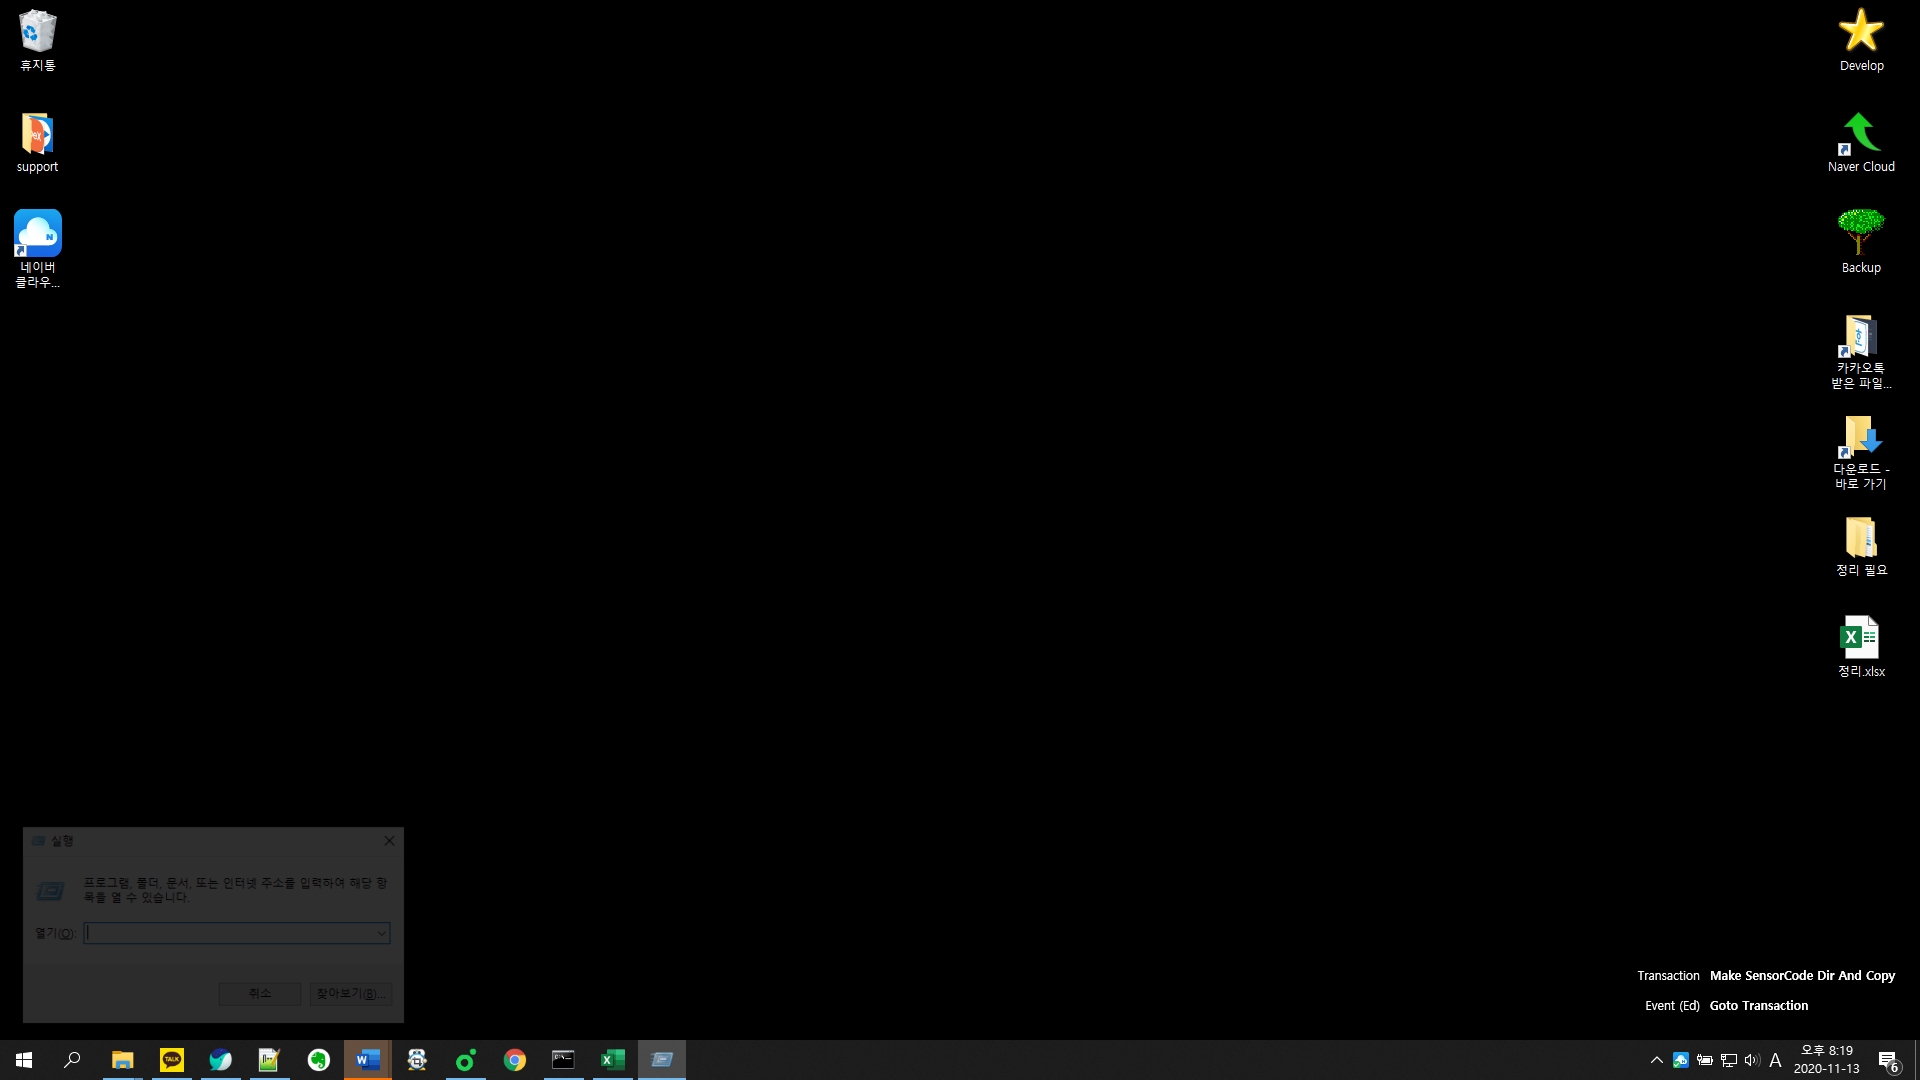 휴지통
support
네이버
클라우...
Develop
Naver Cloud
Backup
카카오톡
받은 파일...
다운로드 -
바로 가기
정리 필요
정리.xlsx
실행
프로그램, 폴더, 문서, 또는 인터넷 주소를 입력하여 해당 항
목을 열 수 있습니다.
열기(O):
취소 찾아보기(B)...
Transaction Make SensorCode Dir And Copy
Event (Ed) Goto Transaction
TALK
A
오후 8:19
2020-11-13
6